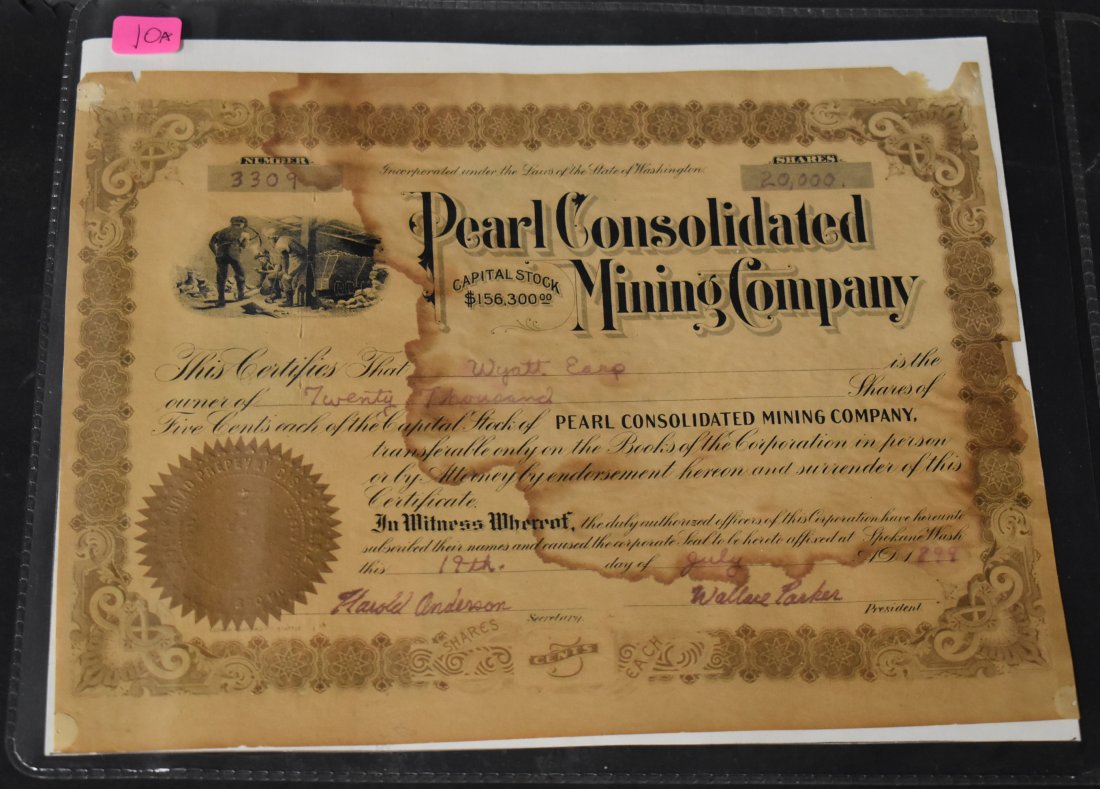 10A
NUMBER
3309
Incorporated under the Laws of the State of Washington.
SHARES
20,000.
Pearl Consolidated
Mining Company
CAPITAL STOCK
$156,300.00
This Certifies That Wyatt Earp is the
owner of Twenty Thousand Shares of
Five Cents each of the Capital Stock of PEARL CONSOLIDATED MINING COMPANY,
transferable only on the Books of the Corporation in person
or by Attorney by endorsement hereon and surrender of this
Certificate.
In Witness Whereof, the duly authorized officers of this Corporation have hereunto
subscribed their names and caused the corporate Seal to be hereto affixed at Spokane Wash
this 19th. day of July A.D. 1899
Harold Anderson
Secretary.
Wallace Parker
President
SHARES
5
CENTS
EACH